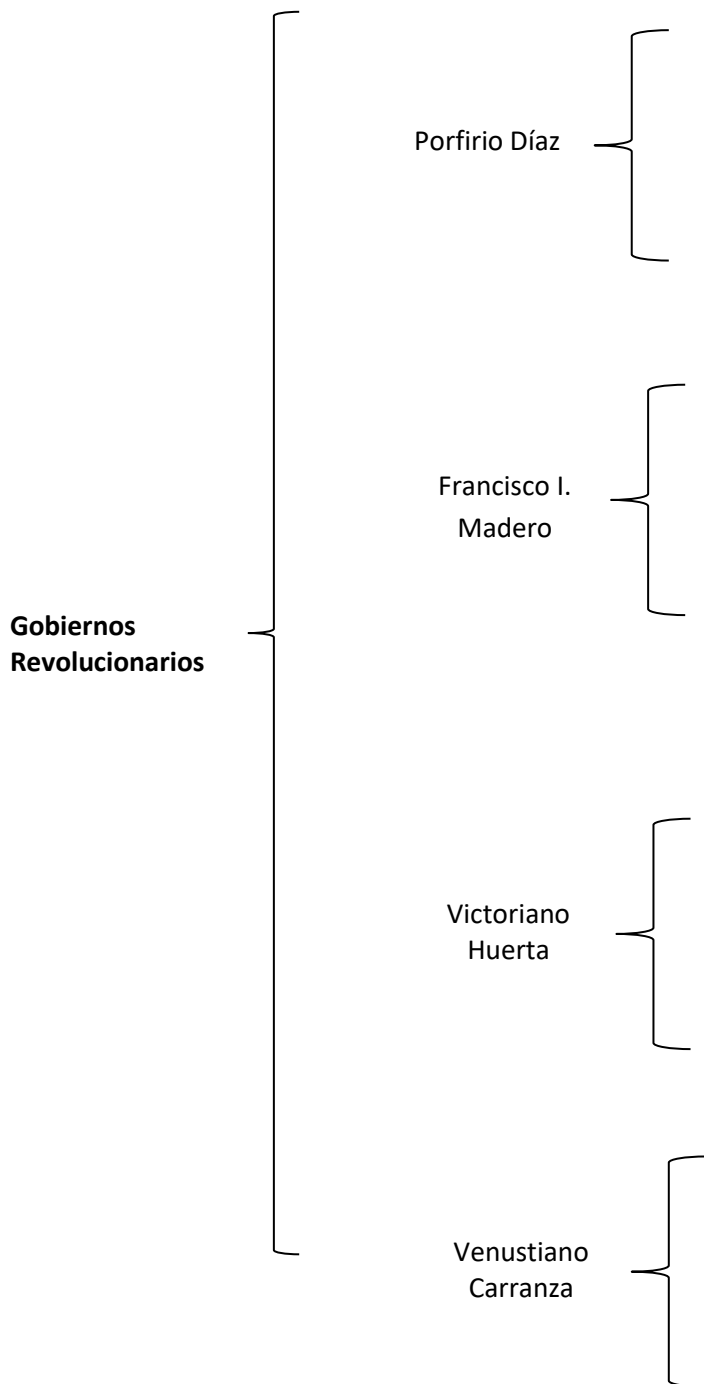 Porfirio Díaz
Francisco I.
Madero
Gobiernos
Revolucionarios
Victoriano
Huerta
Venustiano
Carranza